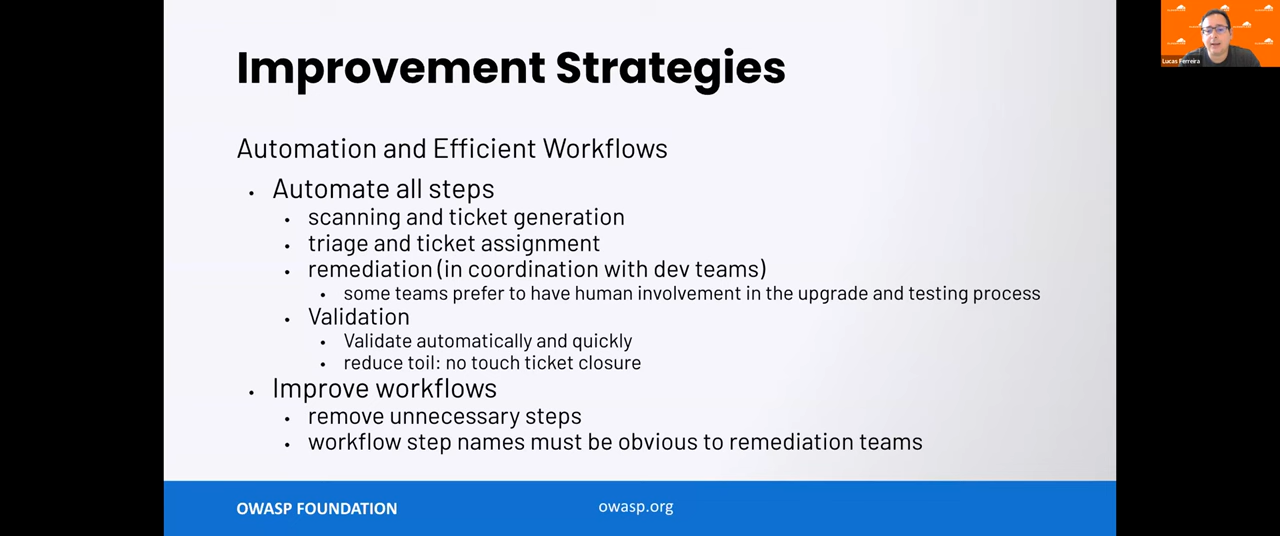 Improvement Strategies
Automation and Efficient Workflows
• Automate all steps
• scanning and ticket generation
• triage and ticket assignment
• remediation (in coordination with dev teams)
• some teams prefer to have human involvement in the upgrade and testing process
• Validation
• Validate automatically and quickly
• reduce toil: no touch ticket closure
• Improve workflows
• remove unnecessary steps
• workflow step names must be obvious to remediation teams
OWASP FOUNDATION
owasp.org
Lucas Ferreira